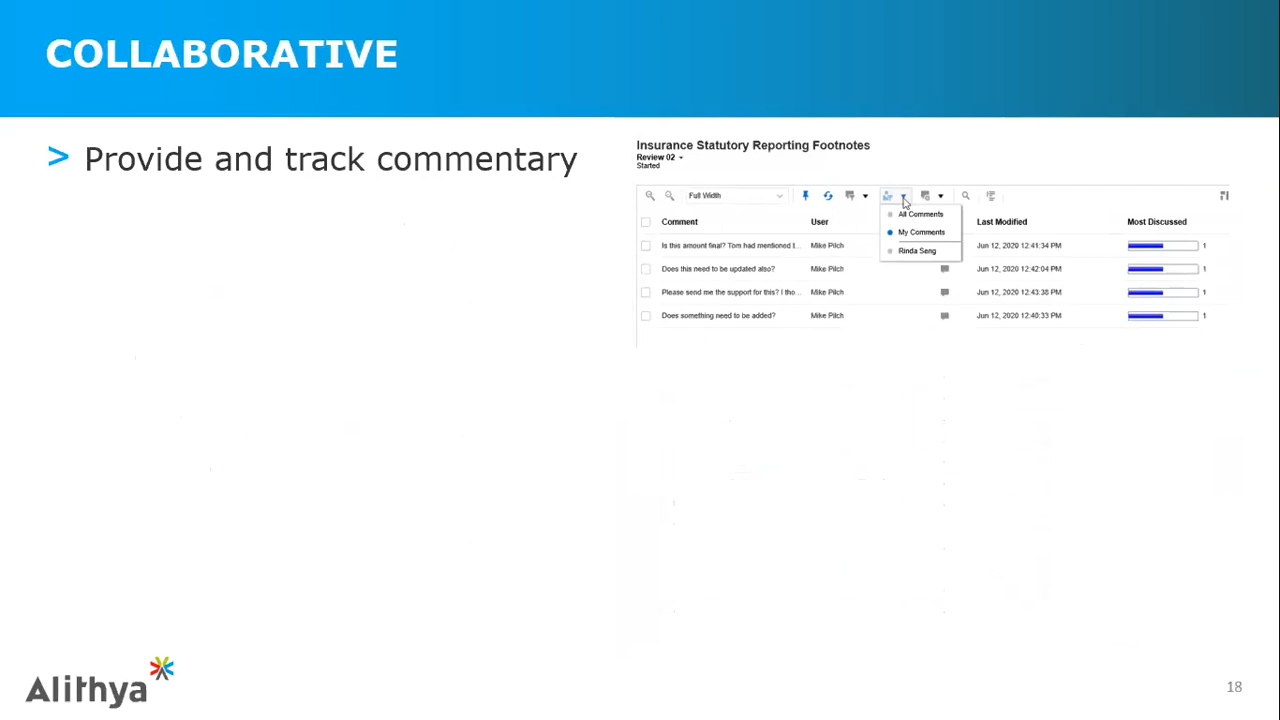 COLLABORATIVE
> Provide and track commentary
Insurance Statutory Reporting Footnotes
Review 02
Started
Full Width
All Comments
My Comments
Rinda Seng
Comment User Last Modified Most Discussed
Is this amount final? Tom had mentioned t... Mike Pilch Jun 12, 2020 12:41:34 PM 1
Does this need to be updated also? Mike Pilch Jun 12, 2020 12:42:04 PM 1
Please send me the support for this? I tho... Mike Pilch Jun 12, 2020 12:43:38 PM 1
Does something need to be added? Mike Pilch Jun 12, 2020 12:40:33 PM 1
Alithya
18